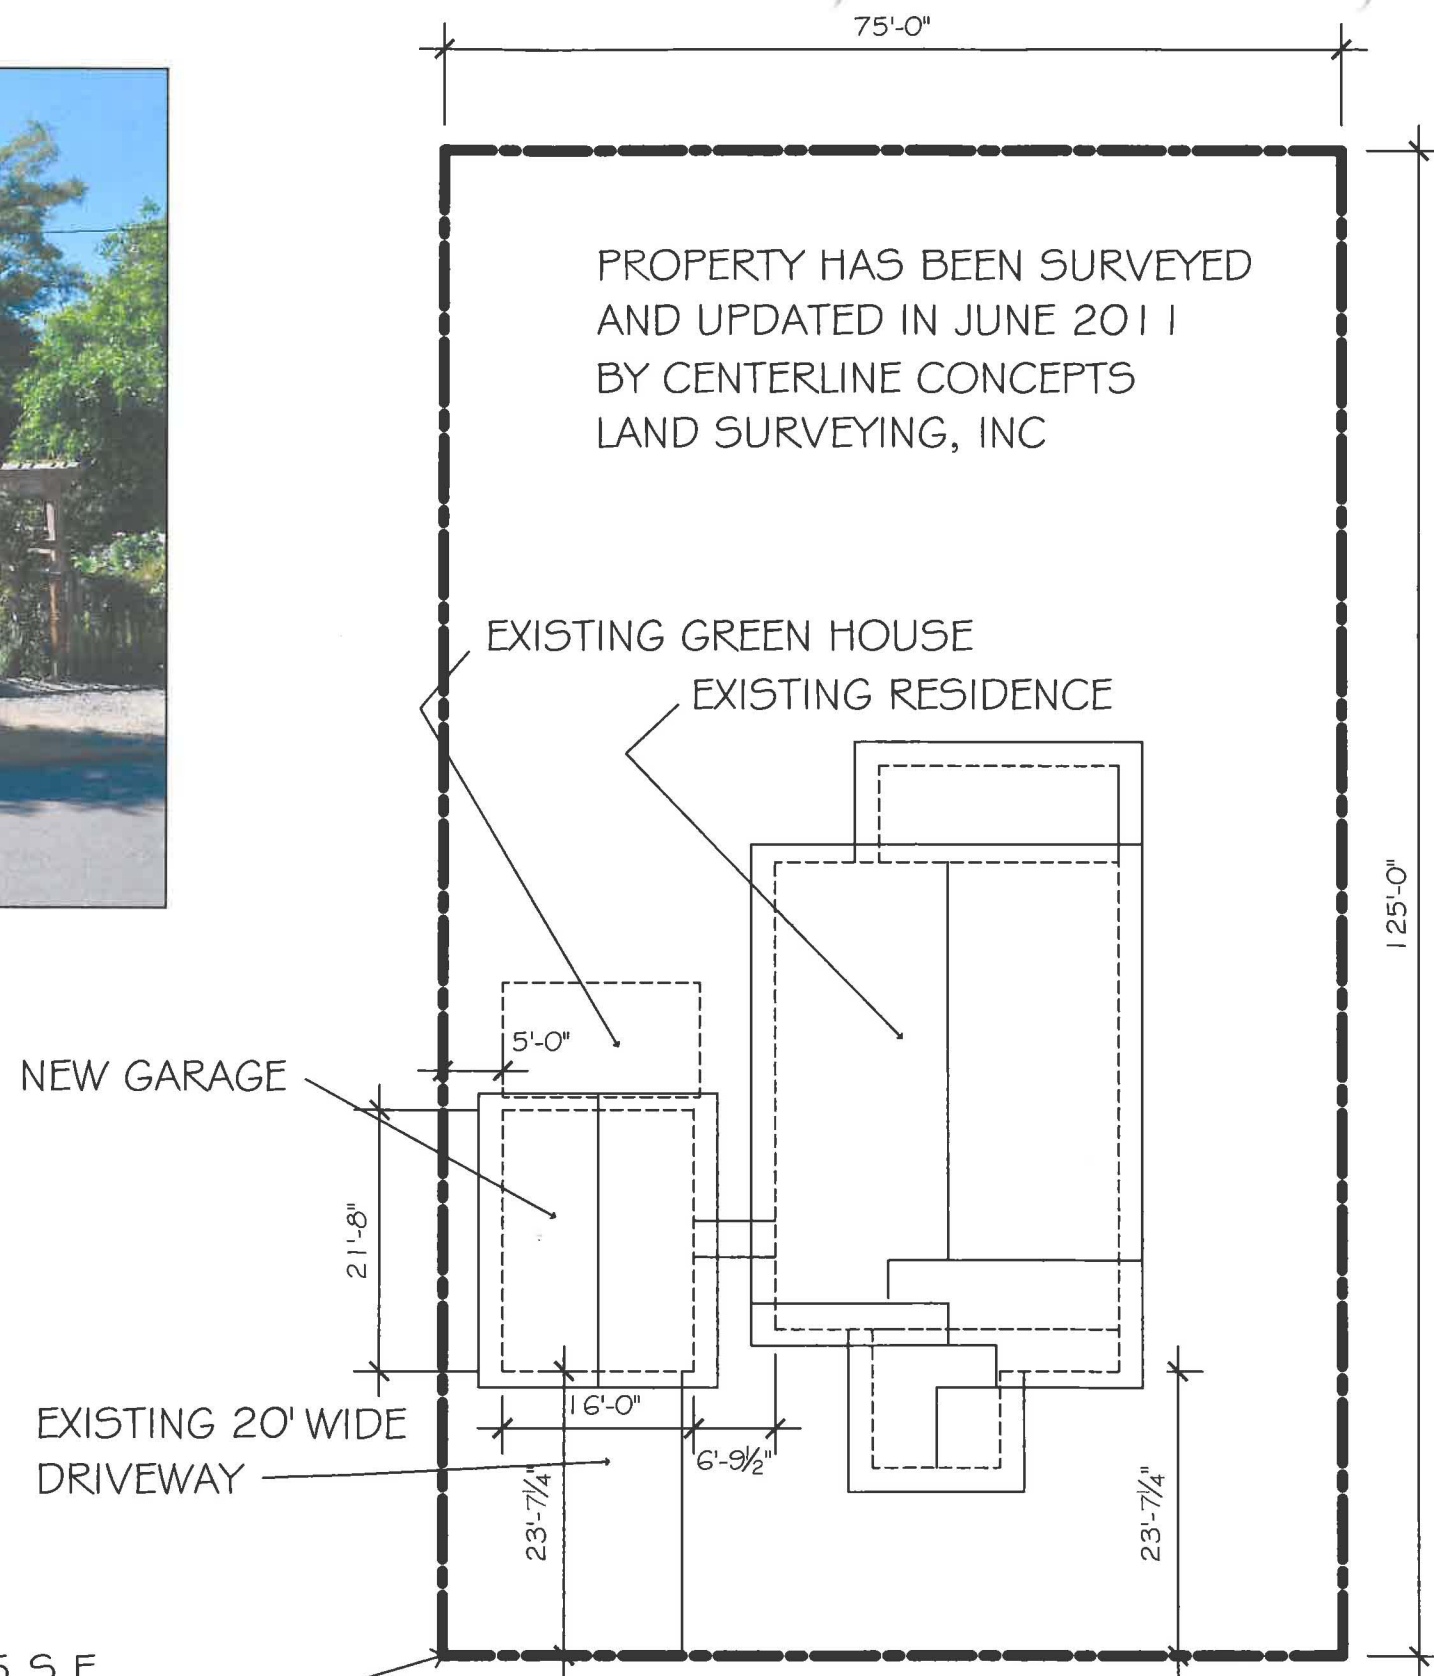 75'-0"
PROPERTY HAS BEEN SURVEYED
AND UPDATED IN JUNE 2011
BY CENTERLINE CONCEPTS
LAND SURVEYING, INC
EXISTING GREEN HOUSE
EXISTING RESIDENCE
125'-0"
5'-0"
NEW GARAGE
21'-8"
16'-0"
EXISTING 20' WIDE
DRIVEWAY
6'-9½"
23'-7¼"
23'-7¼"